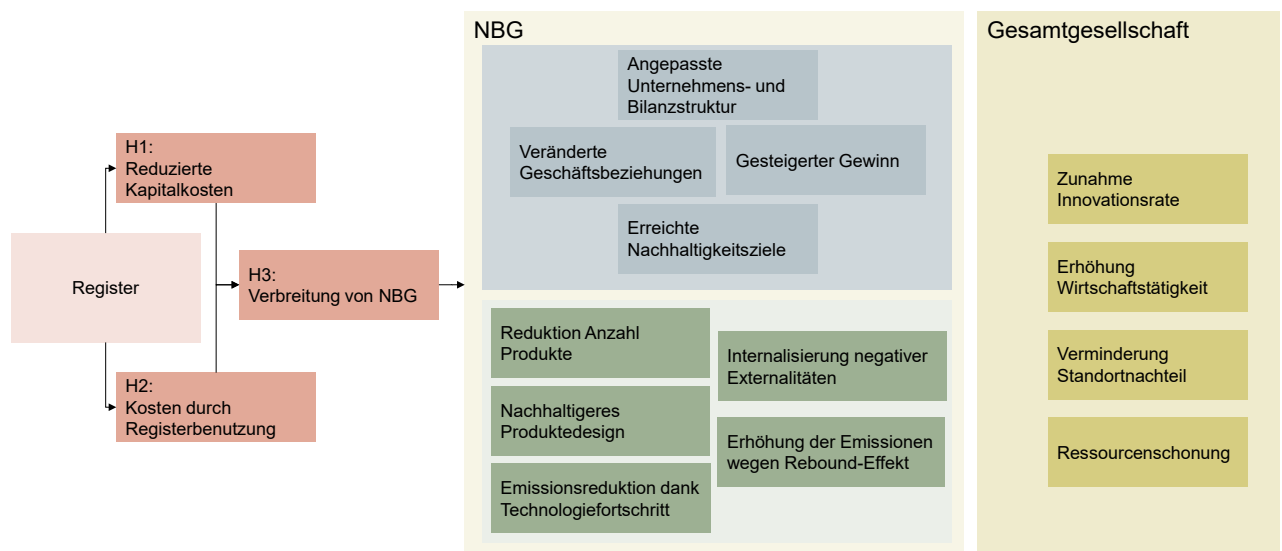 NBG
Gesamtgesellschaft
Angepasste
Unternehmens- und
Bilanzstruktur
H1:
Reduzierte
Kapitalkosten
Veränderte
Geschäftsbeziehungen
Gesteigerter Gewinn
Zunahme
Innovationsrate
Erreichte
Nachhaltigkeitsziele
Register
H3:
Verbreitung von NBG
Erhöhung
Wirtschaftstätigkeit
Reduktion Anzahl
Produkte
Internalisierung negativer
Externalitäten
Verminderung
Standortnachteil
H2:
Kosten durch
Registerbenutzung
Nachhaltigeres
Produktedesign
Erhöhung der Emissionen
wegen Rebound-Effekt
Ressourcenschonung
Emissionsreduktion dank
Technologiefortschritt